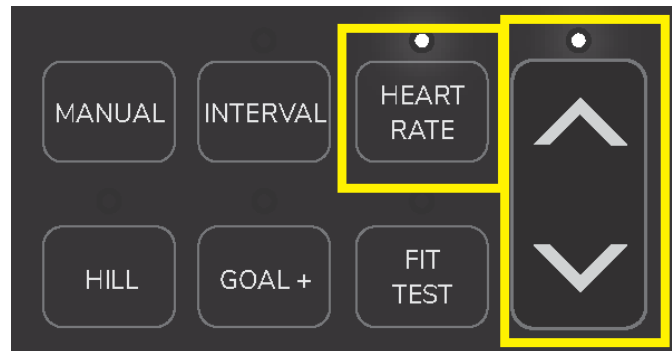 MANUAL
INTERVAL
HEART
RATE
HILL
GOAL +
FIT
TEST